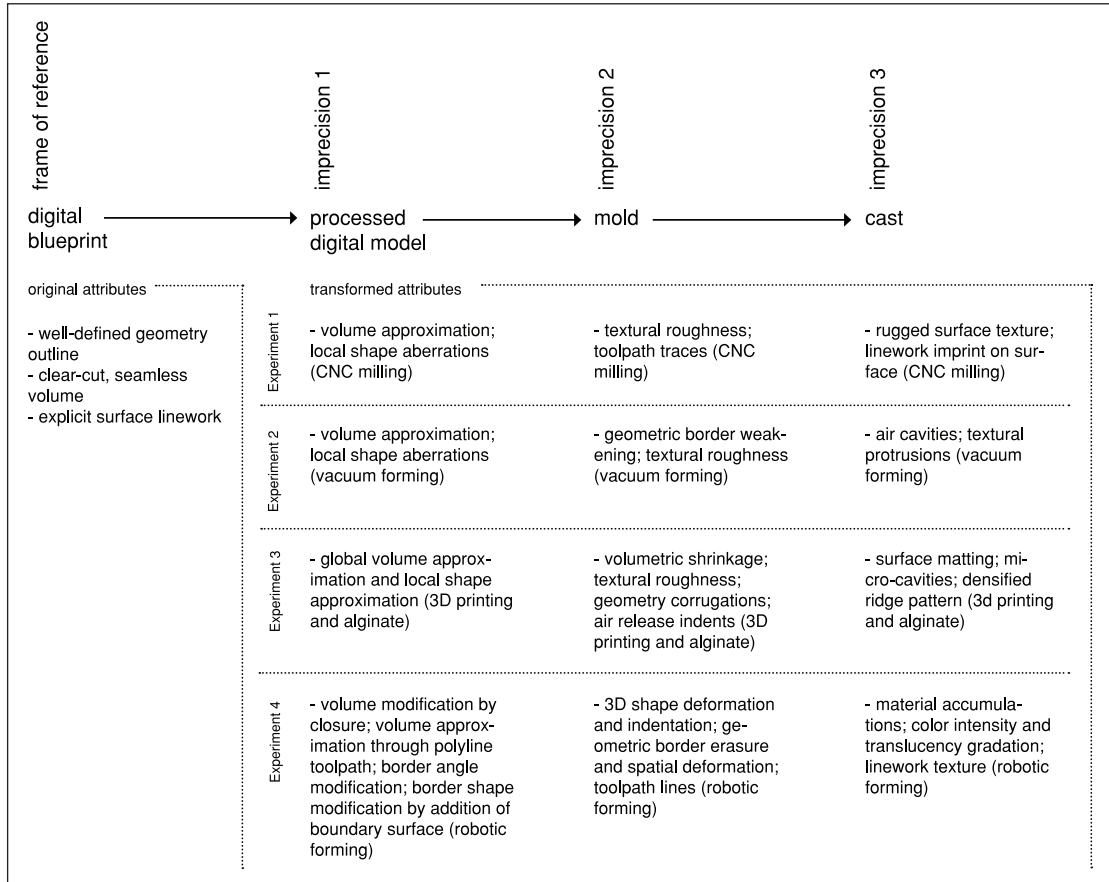 frame of reference
imprecision 1
imprecision 2
imprecision 3
digital
blueprint
processed
digital model
mold
cast
original attributes
- well-defined geometry
outline
- clear-cut, seamless
volume
- explicit surface linework
transformed attributes
Experiment 1
- volume approximation;
local shape aberrations
(CNC milling)
- textural roughness;
toolpath traces (CNC
milling)
- rugged surface texture;
linework imprint on sur-
face (CNC milling)
Experiment 2
- volume approximation;
local shape aberrations
(vacuum forming)
- geometric border weak-
ening; textural roughness
(vacuum forming)
- air cavities; textural
protrusions (vacuum
forming)
Experiment 3
- global volume approx-
imation and local shape
approximation (3D printing
and alginate)
- volumetric shrinkage;
textural roughness;
geometry corrugations;
air release indents (3D
printing and alginate)
- surface matting; mi-
cro-cavities; densified
ridge pattern (3d printing
and alginate)
Experiment 4
- volume modification by
closure; volume approx-
imation through polyline
toolpath; border angle
modification; border shape
modification by addition of
boundary surface (robotic
forming)
- 3D shape deformation
and indentation; ge-
ometric border erasure
and spatial deformation;
toolpath lines (robotic
forming)
- material accumula-
tions; color intensity and
translucency gradation;
linework texture (robotic
forming)